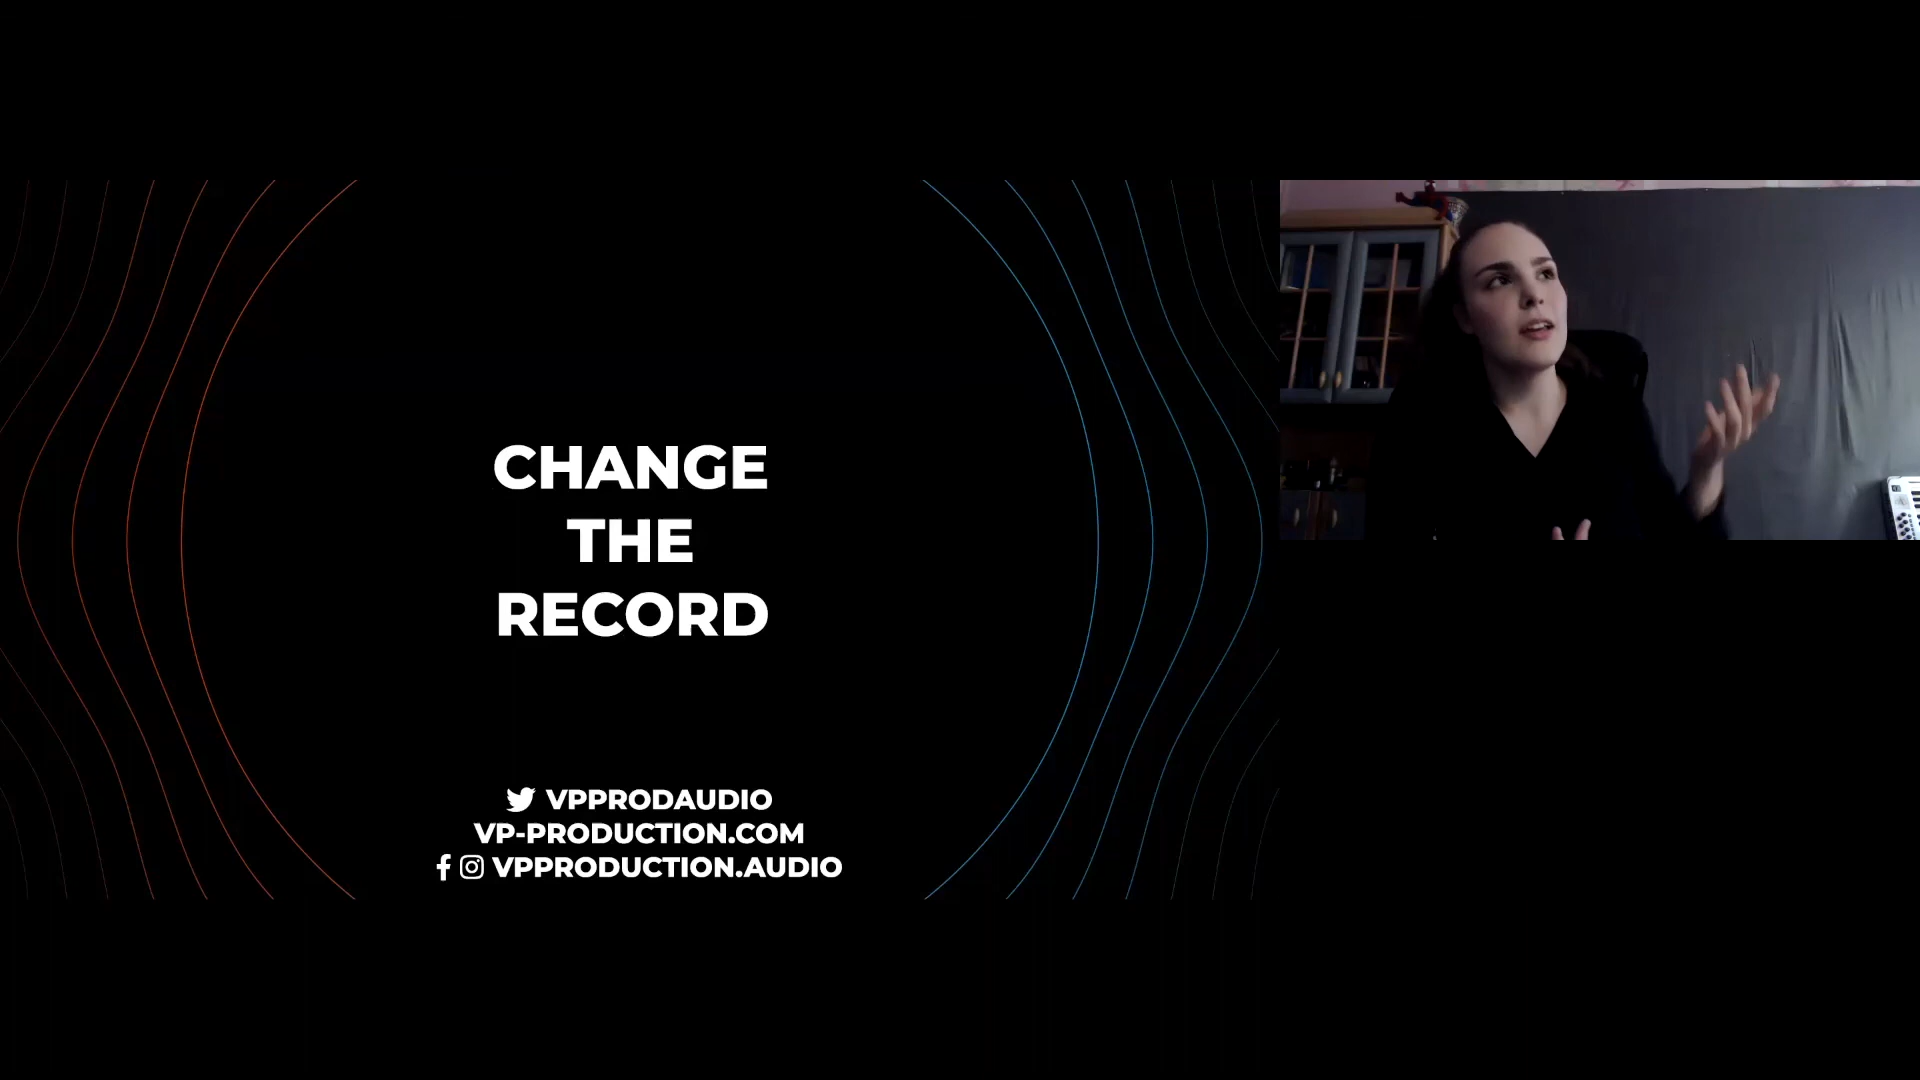 CHANGE
THE
RECORD
VPPRODAUDIO
VP-PRODUCTION.COM
VPPRODUCTION.AUDIO